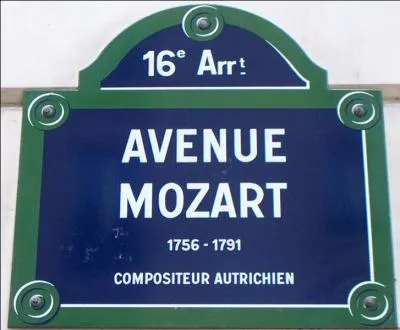 16e Arrt
AVENUE
MOZART
1756 - 1791
COMPOSITEUR AUTRICHIEN